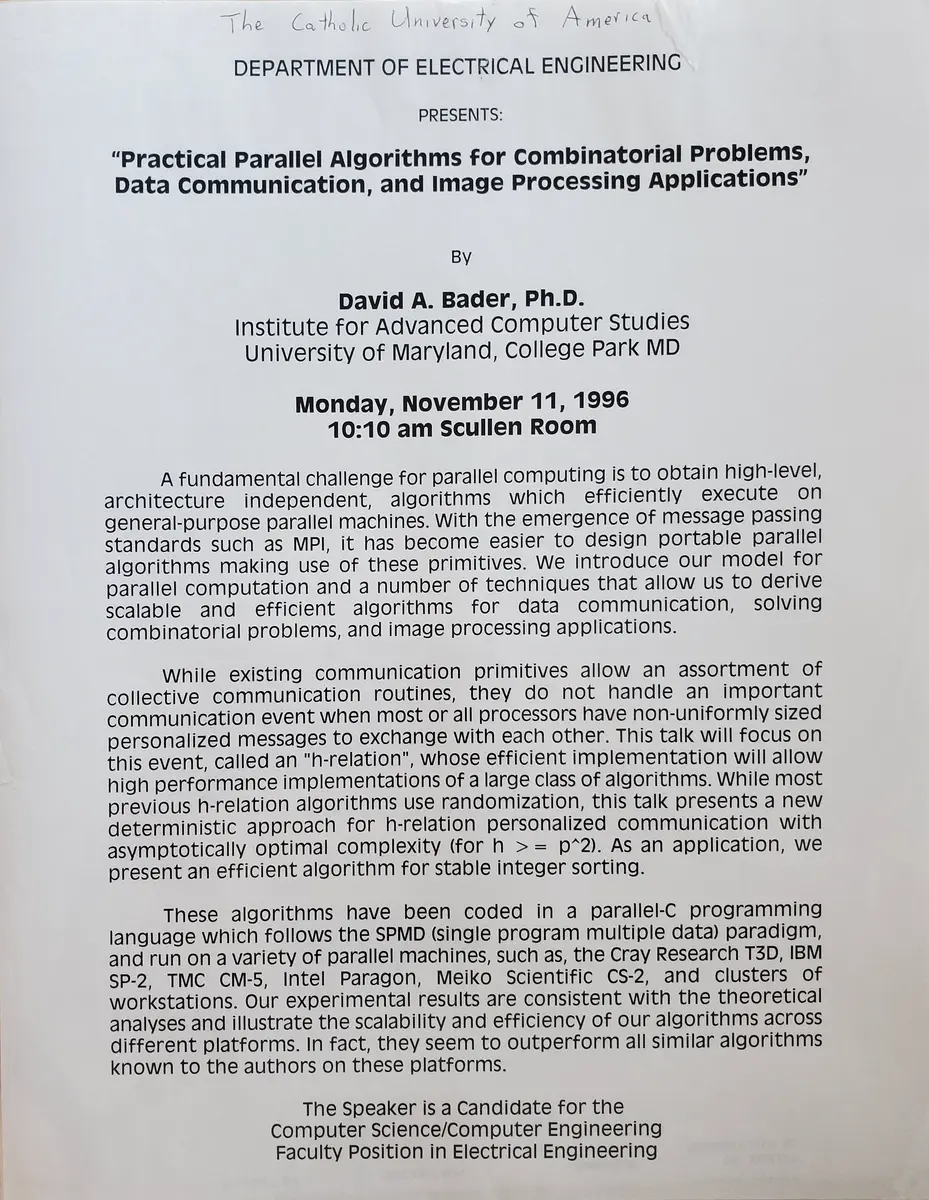 The Catholic University of America
DEPARTMENT OF ELECTRICAL ENGINEERING
PRESENTS:
“Practical Parallel Algorithms for Combinatorial Problems,
Data Communication, and Image Processing Applications”
By
David A. Bader, Ph.D.
Institute for Advanced Computer Studies
University of Maryland, College Park MD
Monday, November 11, 1996
10:10 am Scullen Room
A fundamental challenge for parallel computing is to obtain high-level,
architecture independent, algorithms which efficiently execute on
general-purpose parallel machines. With the emergence of message passing
standards such as MPI, it has become easier to design portable parallel
algorithms making use of these primitives. We introduce our model for
parallel computation and a number of techniques that allow us to derive
scalable and efficient algorithms for data communication, solving
combinatorial problems, and image processing applications.
While existing communication primitives allow an assortment of
collective communication routines, they do not handle an important
communication event when most or all processors have non-uniformly sized
personalized messages to exchange with each other. This talk will focus on
this event, called an "h-relation", whose efficient implementation will allow
high performance implementations of a large class of algorithms. While most
previous h-relation algorithms use randomization, this talk presents a new
deterministic approach for h-relation personalized communication with
asymptotically optimal complexity (for h >= p^2). As an application, we
present an efficient algorithm for stable integer sorting.
These algorithms have been coded in a parallel-C programming
language which follows the SPMD (single program multiple data) paradigm,
and run on a variety of parallel machines, such as, the Cray Research T3D, IBM
SP-2, TMC CM-5, Intel Paragon, Meiko Scientific CS-2, and clusters of
workstations. Our experimental results are consistent with the theoretical
analyses and illustrate the scalability and efficiency of our algorithms across
different platforms. In fact, they seem to outperform all similar algorithms
known to the authors on these platforms.
The Speaker is a Candidate for the
Computer Science/Computer Engineering
Faculty Position in Electrical Engineering